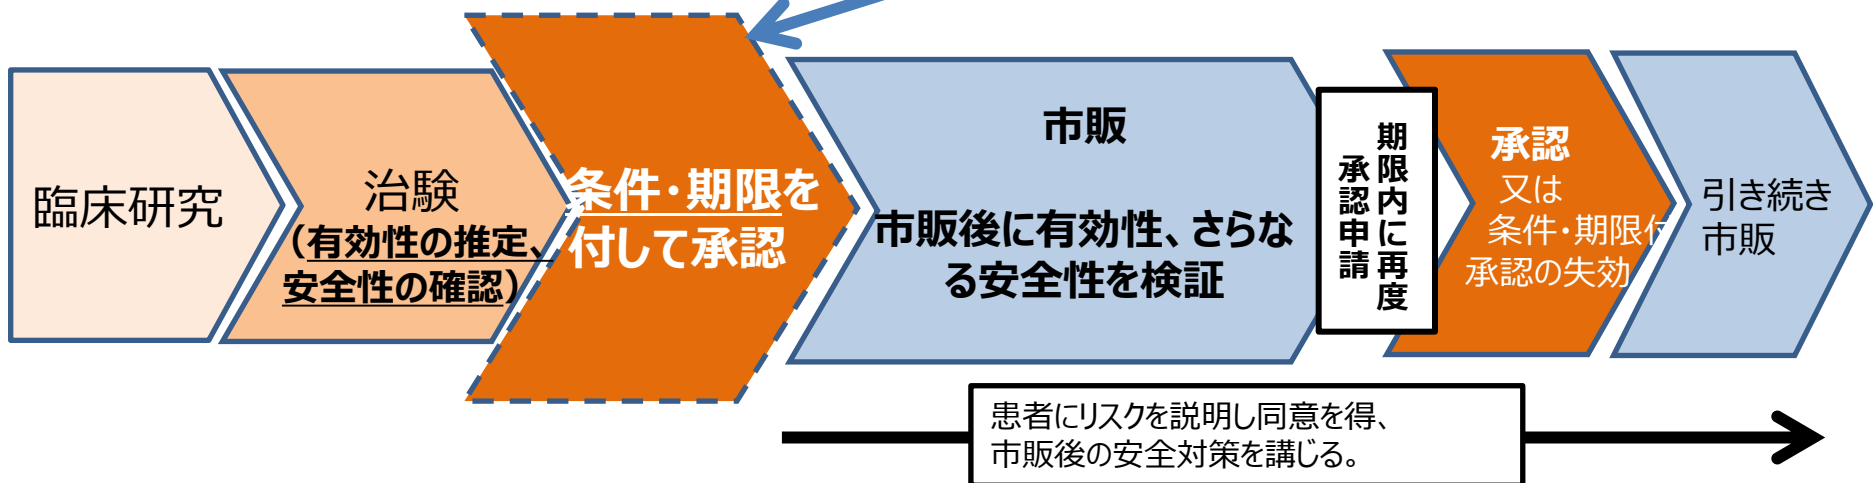 臨床研究
治験
（有効性の推定、
安全性の確認）
条件・期限を
付して承認
市販
市販後に有効性、さらな
る安全性を検証
期限内に再度
承認申請
承認
又は
条件・期限付
承認の失効
引き続き
市販
患者にリスクを説明し同意を得、
市販後の安全対策を講じる。